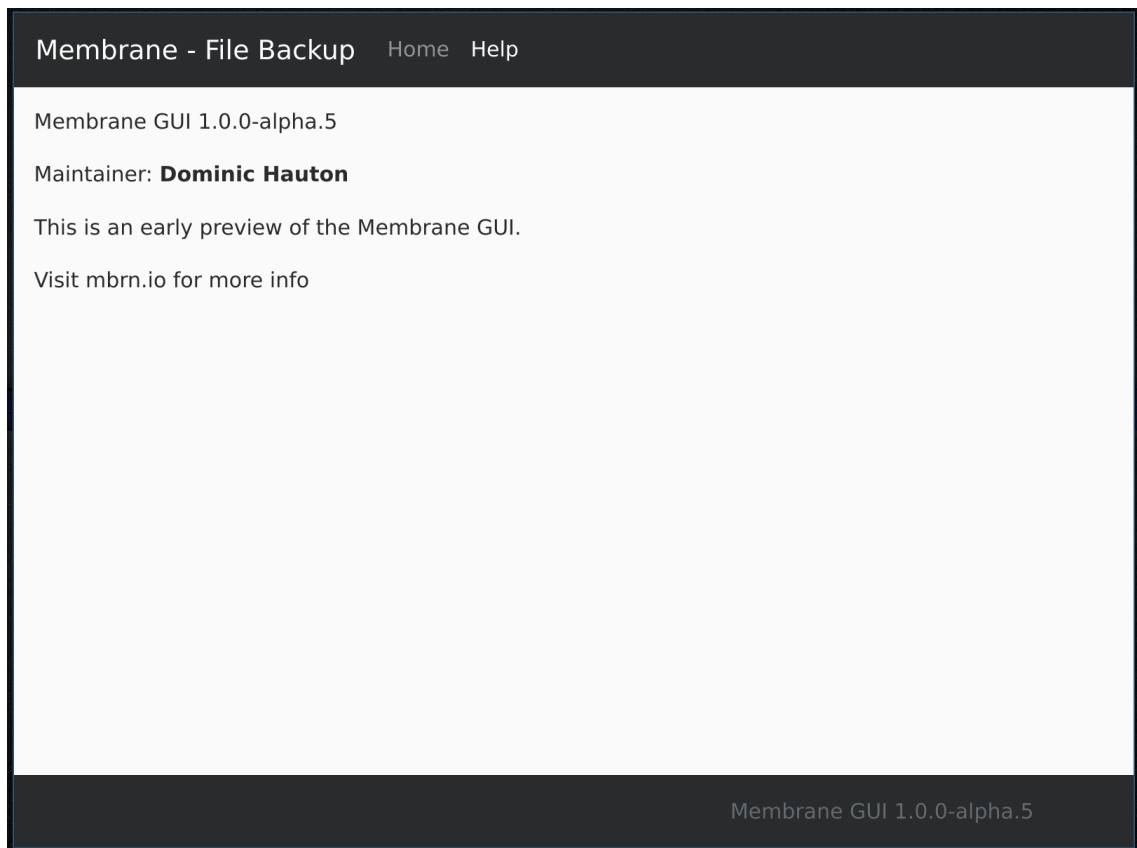 Membrane - File Backup Home Help
Membrane GUI 1.0.0-alpha.5
Maintainer: Dominic Hauton
This is an early preview of the Membrane GUI.
Visit mbrn.io for more info
Membrane GUI 1.0.0-alpha.5